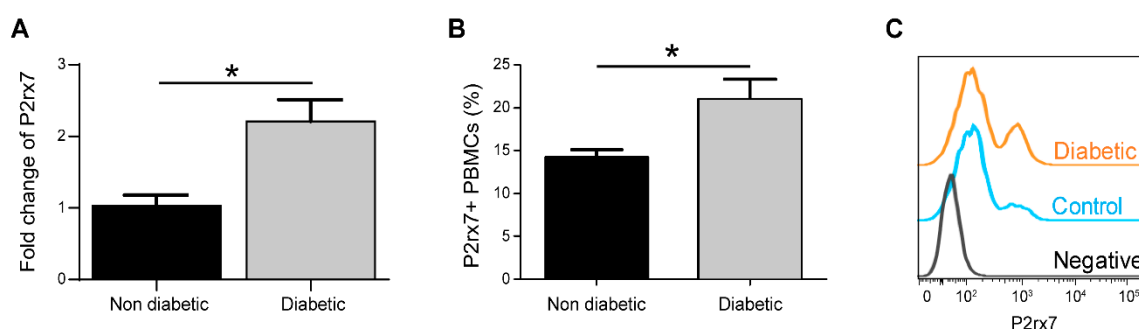 A
Fold change of P2rx7
3
2
1
0
*
Non diabetic
Diabetic
B
P2rx7+ PBMCs (%)
25
20
15
10
5
0
*
Non diabetic
Diabetic
C
Diabetic
Control
Negative
0 10² 10³ 10⁴ 10⁵
P2rx7